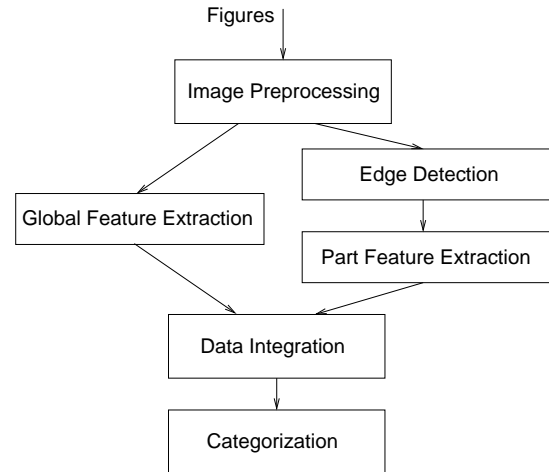 Figures
Image Preprocessing
Edge Detection
Global Feature Extraction
Part Feature Extraction
Data Integration
Categorization